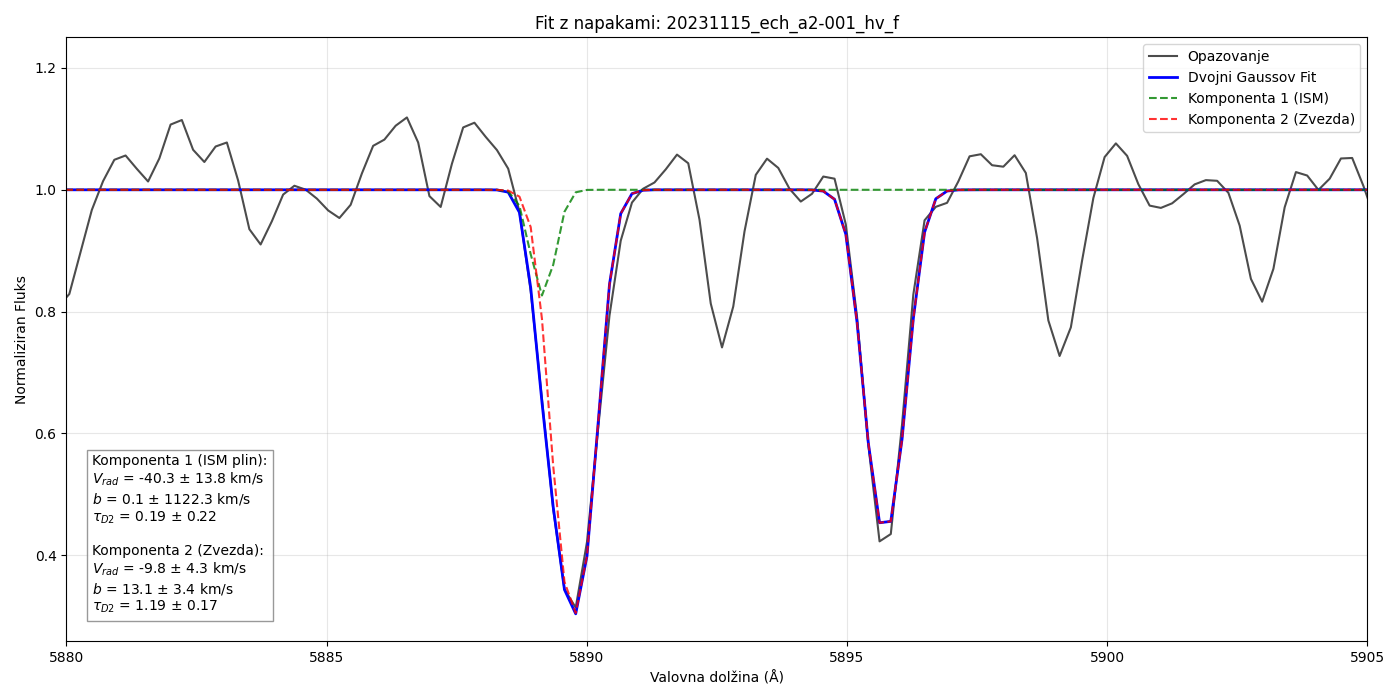 Fit z napakami: 20231115_ech_a2-001_hv_f
Normaliziran Fluks
1.2
1.0
0.8
0.6
0.4
Opazovanje
Dvojni Gaussov Fit
Komponenta 1 (ISM)
Komponenta 2 (Zvezda)
Komponenta 1 (ISM plin):
V_rad = -40.3 ± 13.8 km/s
b = 0.1 ± 1122.3 km/s
τ_D2 = 0.19 ± 0.22
Komponenta 2 (Zvezda):
V_rad = -9.8 ± 4.3 km/s
b = 13.1 ± 3.4 km/s
τ_D2 = 1.19 ± 0.17
5880 5885 5890 5895 5900 5905
Valovna dolžina (Å)